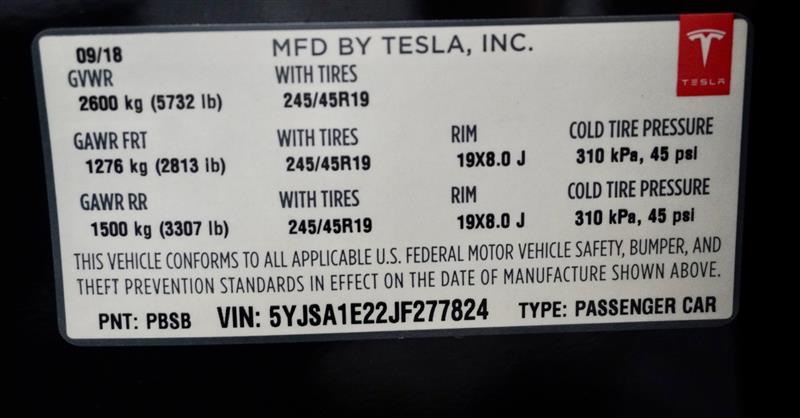 09/18 MFD BY TESLA, INC.
TESLA
GVWR WITH TIRES
2600 kg (5732 lb) 245/45R19
GAWR FRT WITH TIRES RIM COLD TIRE PRESSURE
1276 kg (2813 lb) 245/45R19 19X8.0 J 310 kPa, 45 psi
GAWR RR WITH TIRES RIM COLD TIRE PRESSURE
1500 kg (3307 lb) 245/45R19 19X8.0 J 310 kPa, 45 psi
THIS VEHICLE CONFORMS TO ALL APPLICABLE U.S. FEDERAL MOTOR VEHICLE SAFETY, BUMPER, AND
THEFT PREVENTION STANDARDS IN EFFECT ON THE DATE OF MANUFACTURE SHOWN ABOVE.
PNT: PBSB VIN: 5YJSA1E22JF277824 TYPE: PASSENGER CAR